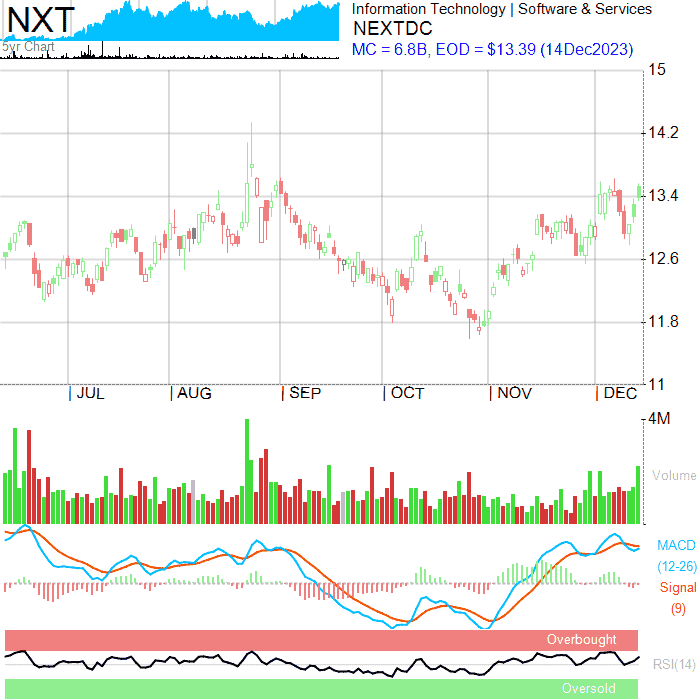 NXT
5yr Chart
Information Technology | Software & Services
NEXTDC
MC = 6.8B, EOD = $13.39 (14Dec2023)
15
14.2
13.4
12.6
11.8
11
JUL AUG SEP OCT NOV DEC
4M
Volume
MACD
(12-26)
Signal
(9)
Overbought
RSI(14)
Oversold